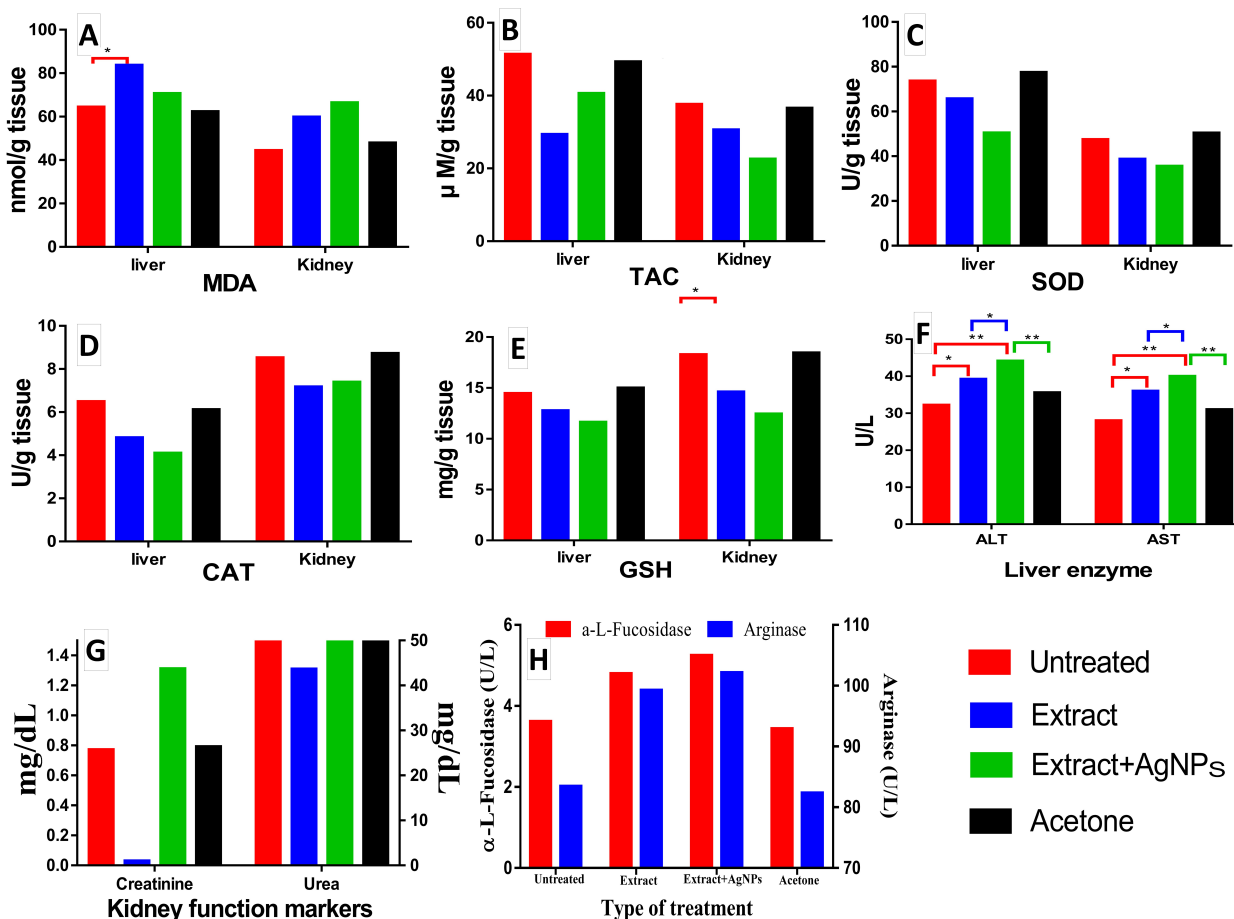 A
nmol/g tissue
100
80
60
40
20
0
*
liver
Kidney
MDA
B
µ M/g tissue
60
40
20
0
liver
Kidney
TAC
C
U/g tissue
100
80
60
40
20
0
liver
Kidney
SOD
D
U/g tissue
10
8
6
4
2
0
liver
Kidney
CAT
E
mg/g tissue
20
15
10
5
0
*
liver
Kidney
GSH
F
U/L
50
40
30
20
10
0
*
**
*
**
*
**
*
**
ALT
AST
Liver enzyme
G
mg/dL
1.4
1.2
1.0
0.8
0.6
0.4
0.2
0.0
50
40
30
20
10
0
mg/dL
Creatinine
Urea
Kidney function markers
H
a-L-Fucosidase
Arginase
α-L-Fucosidase (U/L)
6
4
2
0
110
100
90
80
70
Arginase (U/L)
Untreated
Extract
Extract+AgNPs
Acetone
Type of treatment
Untreated
Extract
Extract+AgNPs
Acetone